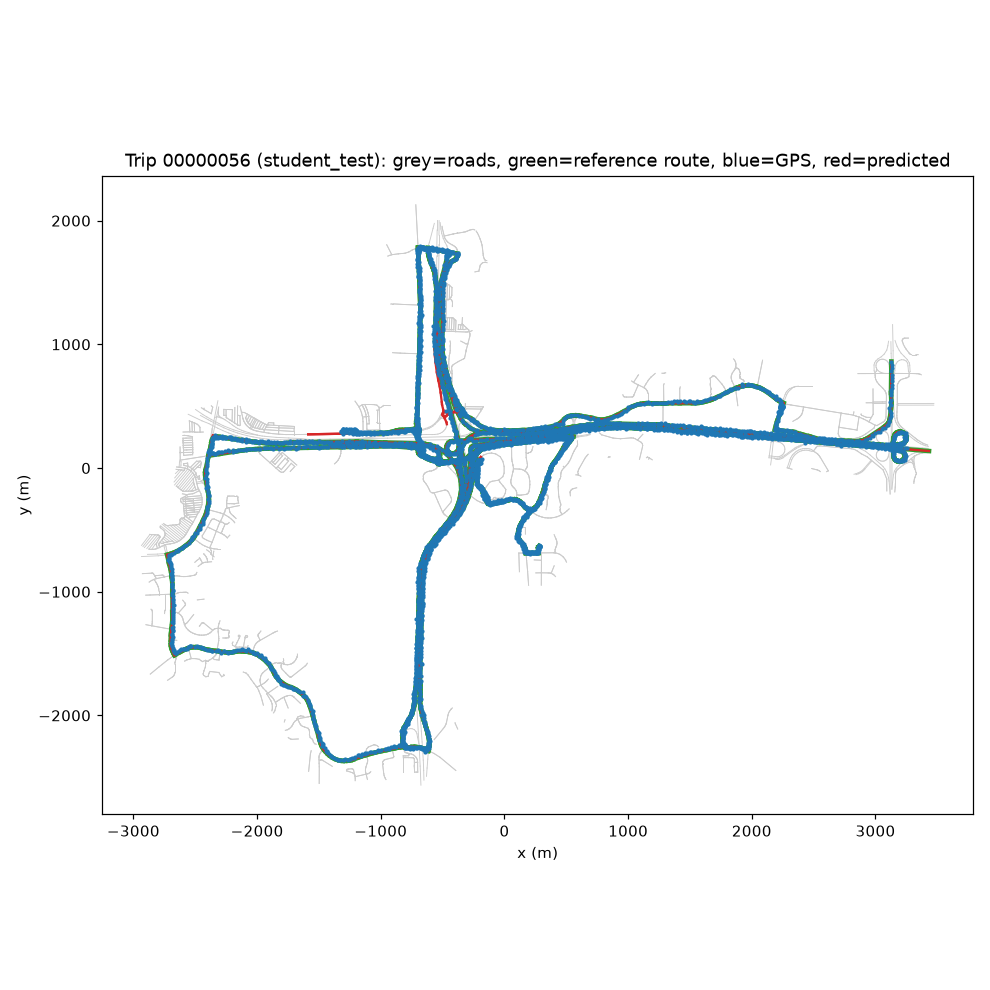 Trip 00000056 (student_test): grey=roads, green=reference route, blue=GPS, red=predicted
2000
1000
0
−1000
−2000
y (m)
−3000 −2000 −1000 0 1000 2000 3000
x (m)